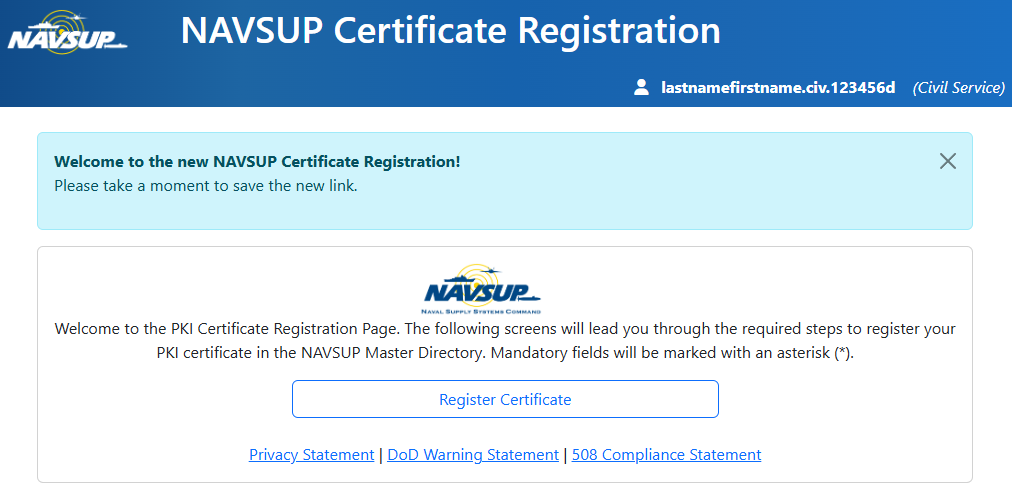 NAVSUP
NAVSUP Certificate Registration
lastnamefirstname.civ.123456d (Civil Service)
Welcome to the new NAVSUP Certificate Registration!
Please take a moment to save the new link.
NAVSUP
NAVAL SUPPLY SYSTEMS COMMAND
Welcome to the PKI Certificate Registration Page. The following screens will lead you through the required steps to register your
PKI certificate in the NAVSUP Master Directory. Mandatory fields will be marked with an asterisk (*).
Register Certificate
Privacy Statement | DoD Warning Statement | 508 Compliance Statement